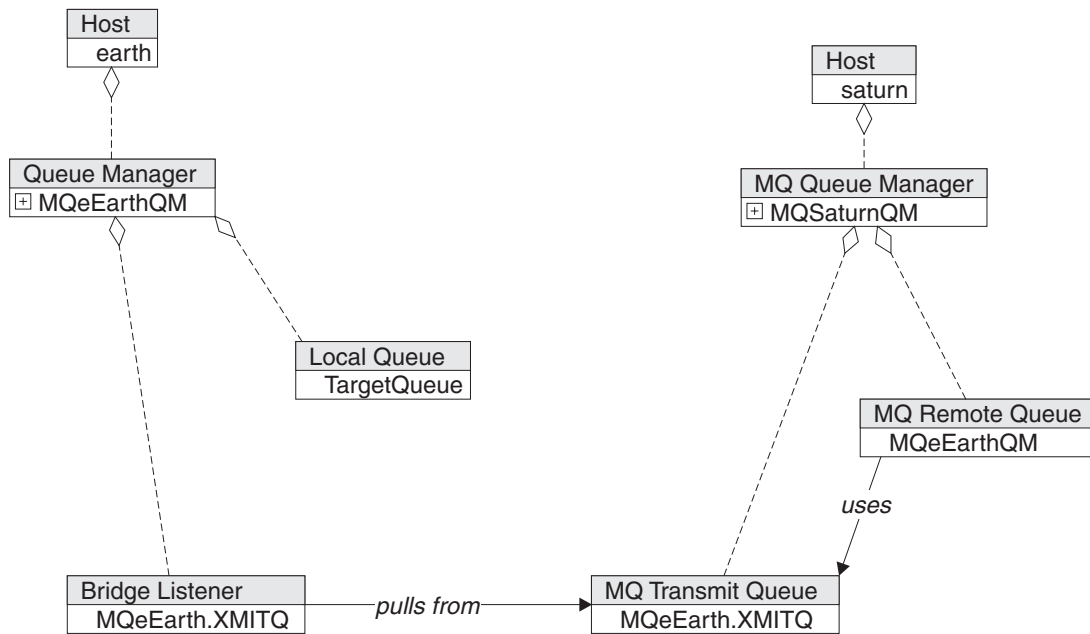 Host
earth
Host
saturn
Queue Manager
MQeEarthQM
MQ Queue Manager
MQSaturnQM
Local Queue
TargetQueue
MQ Remote Queue
MQeEarthQM
uses
Bridge Listener
MQeEarth.XMITQ
pulls from
MQ Transmit Queue
MQeEarth.XMITQ